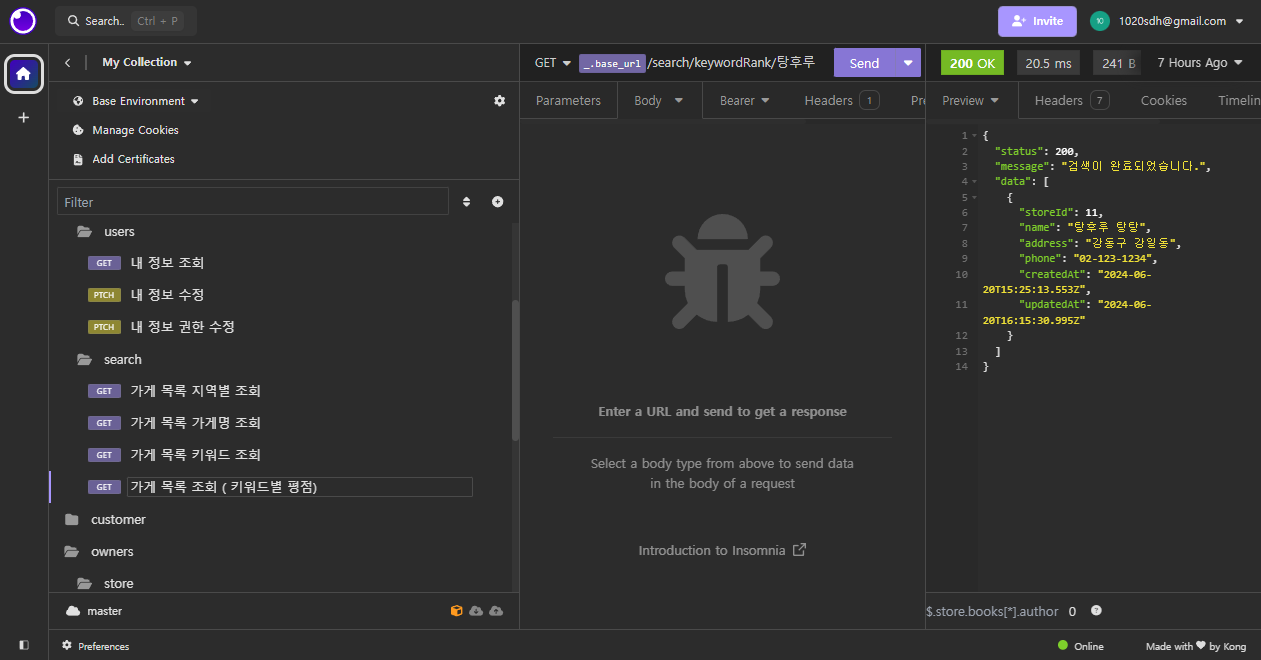 Search.. Ctrl + P
Invite
10 1020sdh@gmail.com
My Collection
Base Environment
Manage Cookies
Add Certificates
Filter
users
GET 내 정보 조회
PTCH 내 정보 수정
PTCH 내 정보 권한 수정
search
GET 가게 목록 지역별 조회
GET 가게 목록 가게명 조회
GET 가게 목록 키워드 조회
GET 가게 목록 조회 ( 키워드별 평점)
customer
owners
store
master
Preferences
GET _.base_url /search/keywordRank/탕후루 Send
Parameters Body Bearer Headers 1 Pre
Enter a URL and send to get a response
Select a body type from above to send data
in the body of a request
Introduction to Insomnia
200 OK 20.5 ms 241 B 7 Hours Ago
Preview Headers 7 Cookies Timelin
1 {
2 "status": 200,
3 "message": "검색이 완료되었습니다.",
4 "data": [
5 {
6 "storeId": 11,
7 "name": "탕후루 탕탕",
8 "address": "강동구 강일동",
9 "phone": "02-123-1234",
10 "createdAt": "2024-06-
20T15:25:13.553Z",
11 "updatedAt": "2024-06-
20T16:15:30.995Z"
12 }
13 ]
14 }
$.store.books[*].author 0 ?
Online Made with ♥ by Kong